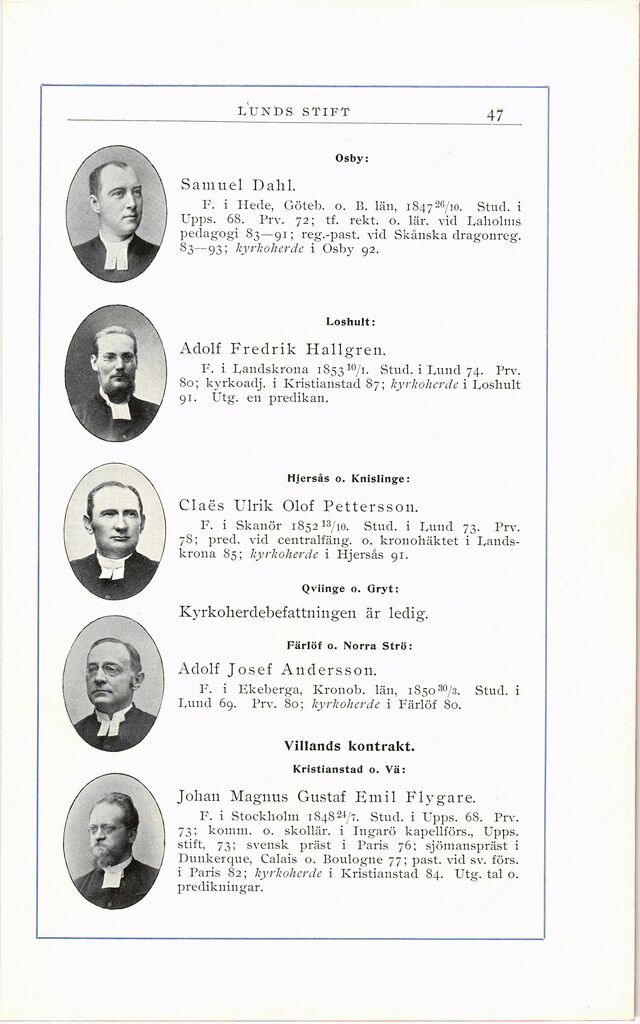 LUNDS STIFT 47
Osby:
Samuel Dahl.
F. i Hede, Göteb. o. B. län, 1847 26/10. Stud. i
Upps. 68. Prv. 72; tf. rekt. o. lär. vid Laholms
pedagogi 83—91; reg.-past. vid Skånska dragonreg.
83—93; kyrkoherde i Osby 92.
Loshult:
Adolf Fredrik Hallgren.
F. i Landskrona 1853 10/1. Stud. i Lund 74. Prv.
80; kyrkoadj. i Kristianstad 87; kyrkoherde i Loshult
91. Utg. en predikan.
Hjersås o. Knislinge:
Claës Ulrik Olof Pettersson.
F. i Skanör 1852 13/10. Stud. i Lund 73. Prv.
78; pred. vid centralfäng. o. kronohäktet i Lands-
krona 85; kyrkoherde i Hjersås 91.
Qviinge o. Gryt:
Kyrkoherdebefattningen är ledig.
Färlöf o. Norra Strö:
Adolf Josef Andersson.
F. i Ekeberga, Kronob. län, 1850 30/3. Stud. i
Lund 69. Prv. 80; kyrkoherde i Färlöf 80.
Villands kontrakt.
Kristianstad o. Vä:
Johan Magnus Gustaf Emil Flygare.
F. i Stockholm 1848 24/7. Stud. i Upps. 68. Prv.
73; komm. o. skollär. i Ingarö kapellförs., Upps.
stift, 73; svensk präst i Paris 76; sjömanspräst i
Dunkerque, Calais o. Boulogne 77; past. vid sv. förs.
i Paris 82; kyrkoherde i Kristianstad 84. Utg. tal o.
predikningar.